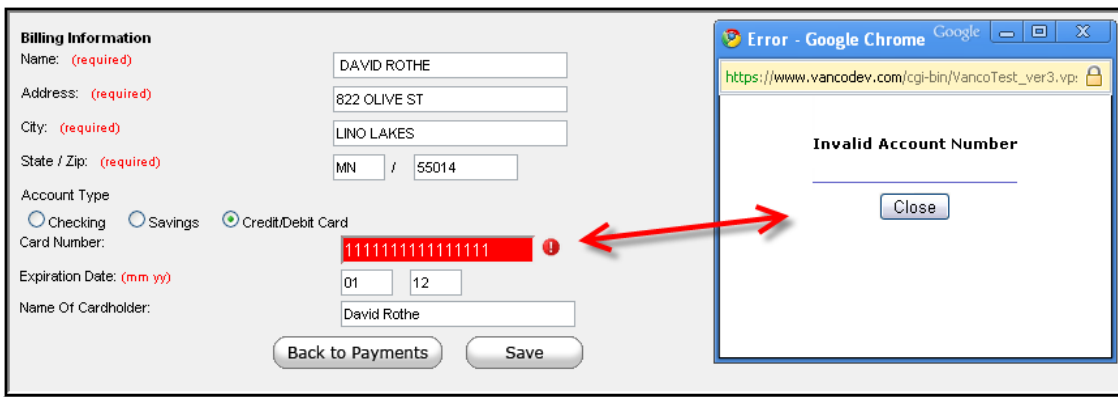 Billing Information
Name: (required) DAVID ROTHE
Address: (required) 822 OLIVE ST
City: (required) LINO LAKES
State / Zip: (required) MN / 55014
Account Type
Checking Savings Credit/Debit Card
Card Number: 1111111111111111
Expiration Date: (mm yy) 01 12
Name Of Cardholder: David Rothe
Back to Payments Save
Error - Google Chrome Google
https://www.vancodev.com/cgi-bin/VancoTest_ver3.vp
Invalid Account Number
Close